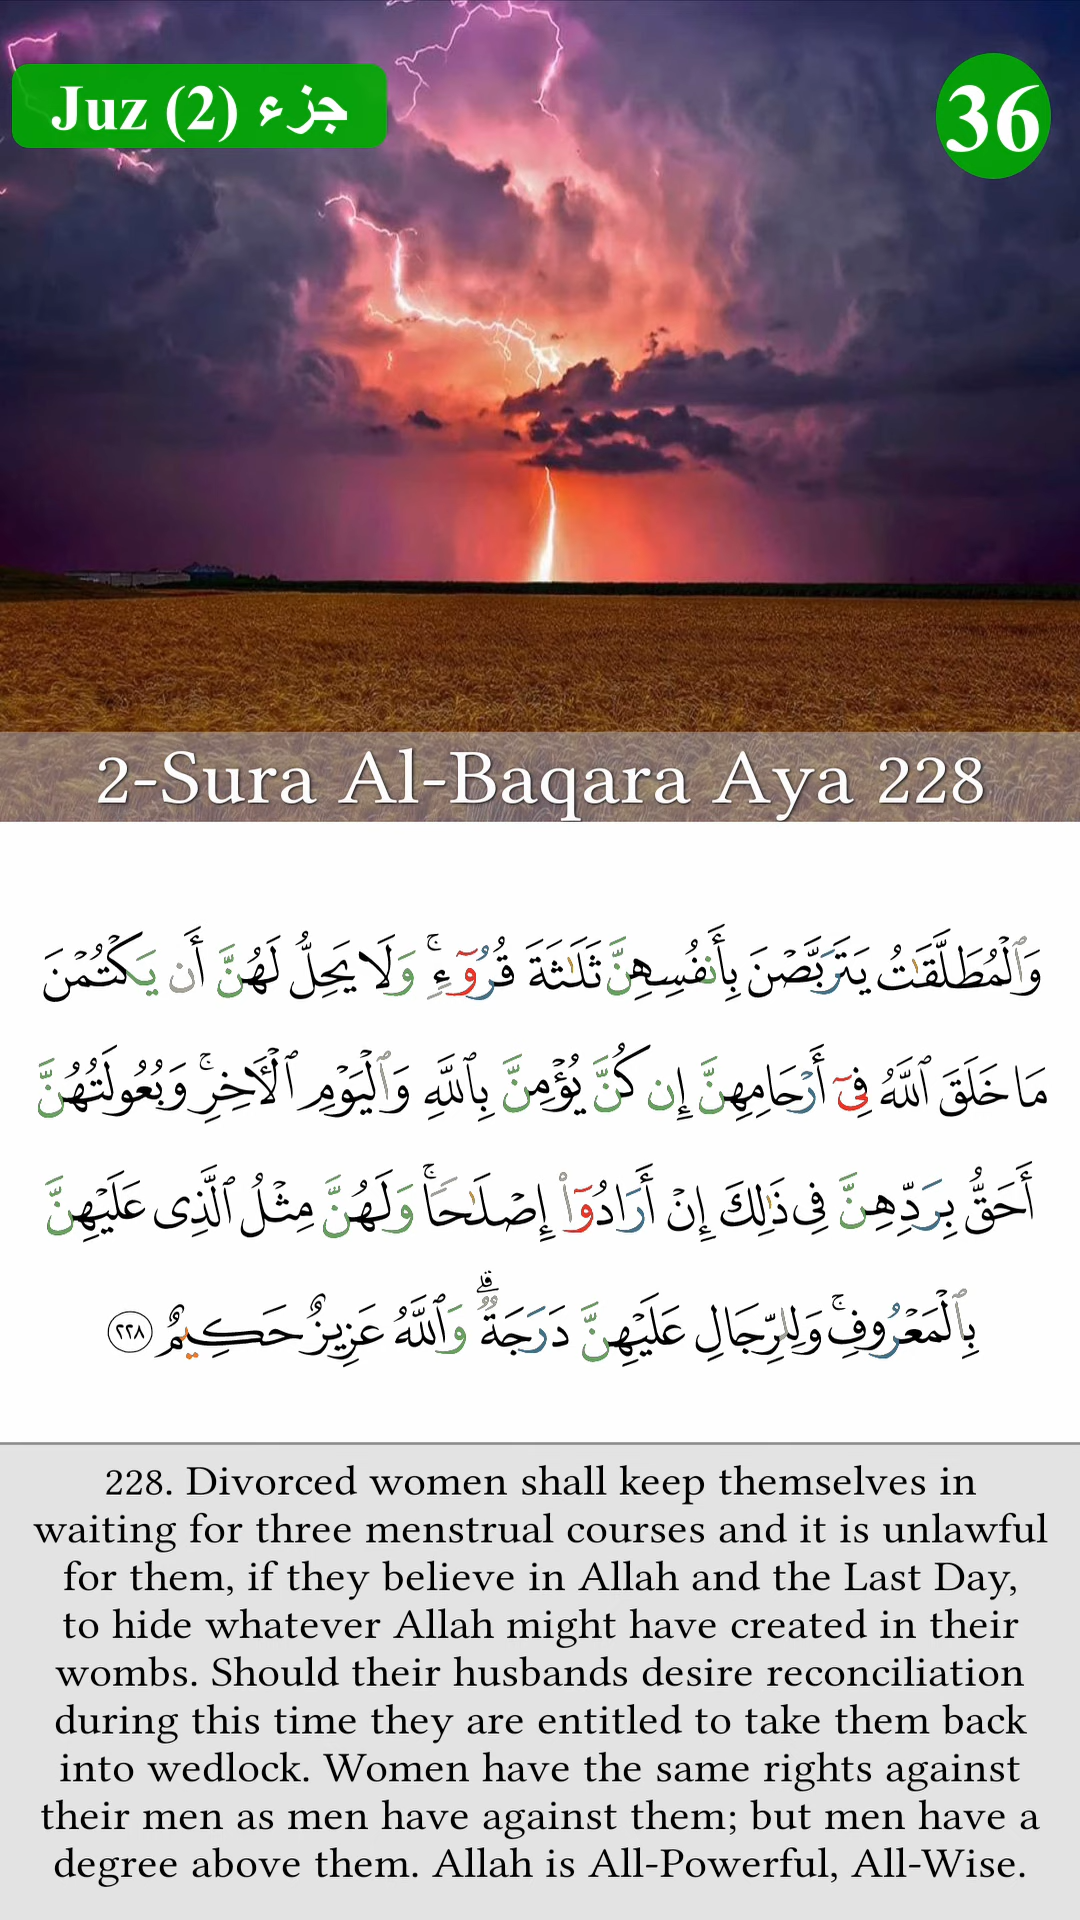 Juz (2) جزء
36
2-Sura Al-Baqara Aya 228
وَٱلْمُطَلَّقَـٰتُ يَتَرَبَّصْنَ بِأَنفُسِهِنَّ ثَلَـٰثَةَ قُرُوٓءٍ ۚ وَلَا يَحِلُّ لَهُنَّ أَن يَكْتُمْنَ
مَا خَلَقَ ٱللَّهُ فِىٓ أَرْحَامِهِنَّ إِن كُنَّ يُؤْمِنَّ بِٱللَّهِ وَٱلْيَوْمِ ٱلْـَٔاخِرِ ۚ وَبُعُولَتُهُنَّ
أَحَقُّ بِرَدِّهِنَّ فِى ذَٰلِكَ إِنْ أَرَادُوٓا۟ إِصْلَـٰحًا ۚ وَلَهُنَّ مِثْلُ ٱلَّذِى عَلَيْهِنَّ
بِٱلْمَعْرُوفِ ۚ وَلِلرِّجَالِ عَلَيْهِنَّ دَرَجَةٌ ۗ وَٱللَّهُ عَزِيزٌ حَكِيمٌ ٢٢٨
228. Divorced women shall keep themselves in
waiting for three menstrual courses and it is unlawful
for them, if they believe in Allah and the Last Day,
to hide whatever Allah might have created in their
wombs. Should their husbands desire reconciliation
during this time they are entitled to take them back
into wedlock. Women have the same rights against
their men as men have against them; but men have a
degree above them. Allah is All-Powerful, All-Wise.